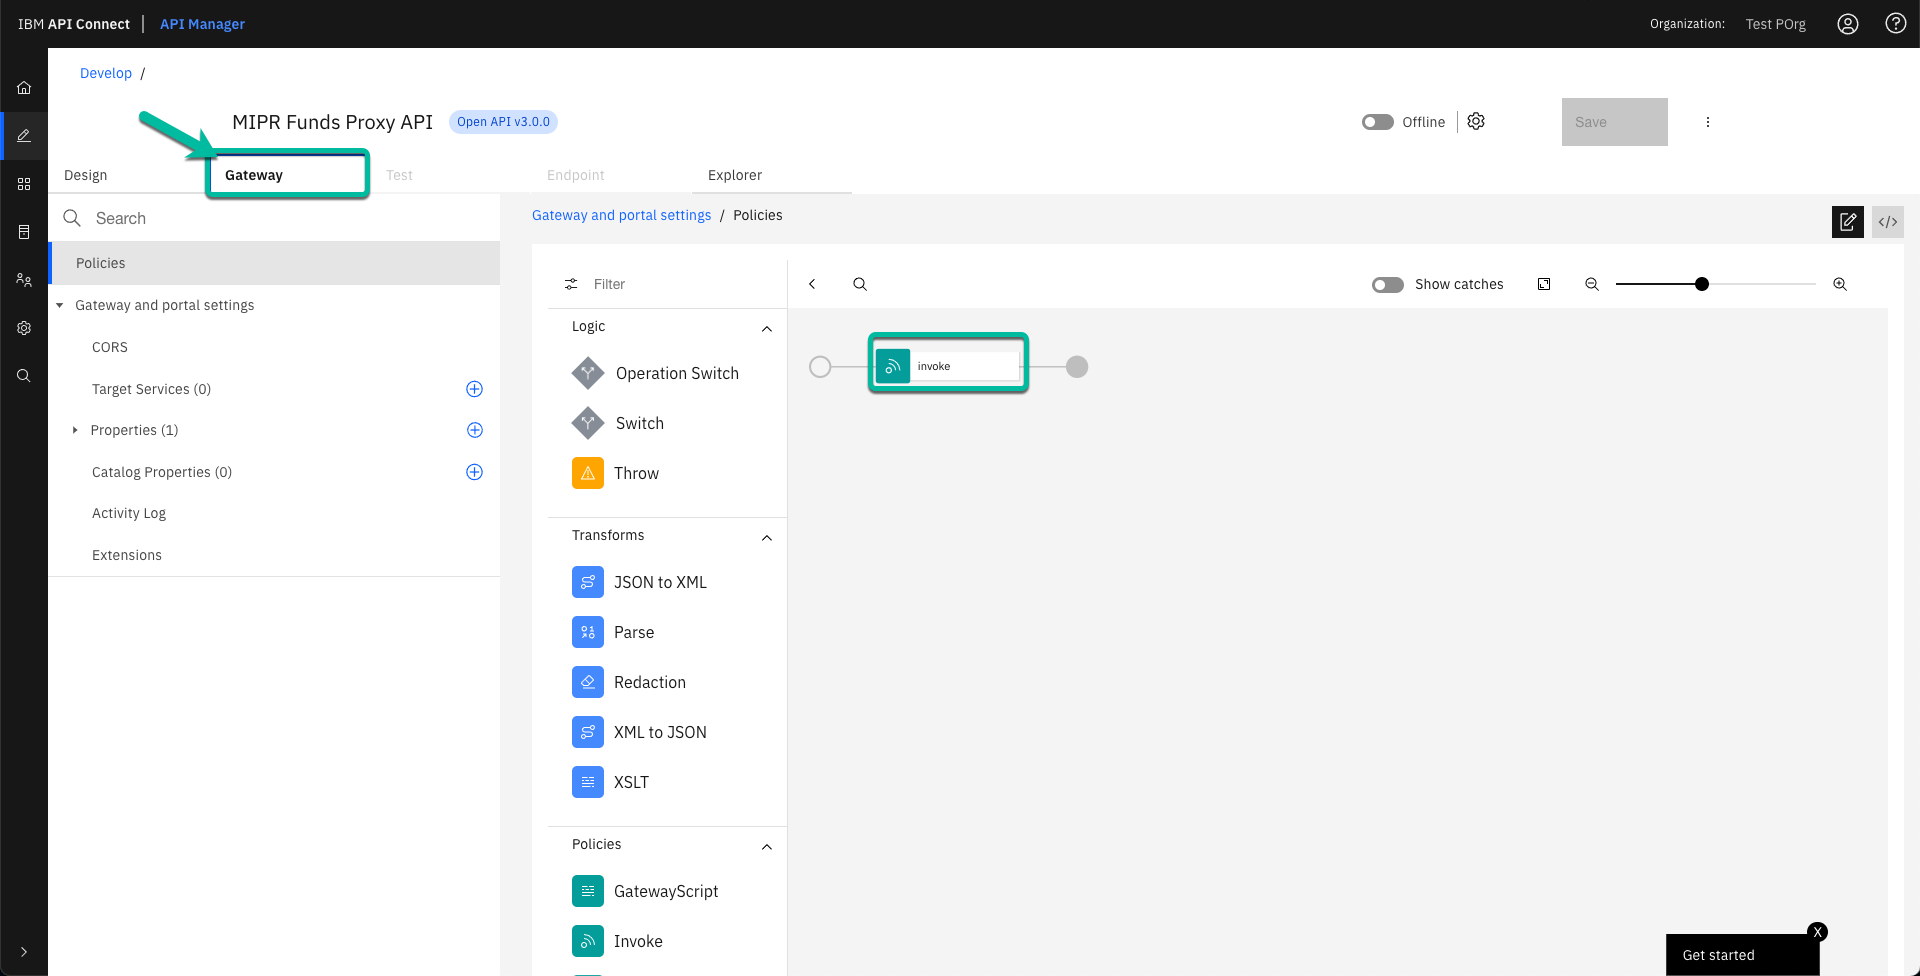 IBM API Connect | API Manager
Organization: Test POrg
Develop /
MIPR Funds Proxy API Open API v3.0.0
Offline
Save
Design Gateway Test Endpoint Explorer
Search
Gateway and portal settings / Policies
</>
Policies
Gateway and portal settings
CORS
Target Services (0)
Properties (1)
Catalog Properties (0)
Activity Log
Extensions
Filter
Show catches
Logic
Operation Switch
Switch
Throw
Transforms
JSON to XML
Parse
Redaction
XML to JSON
XSLT
Policies
GatewayScript
Invoke
invoke
X
Get started